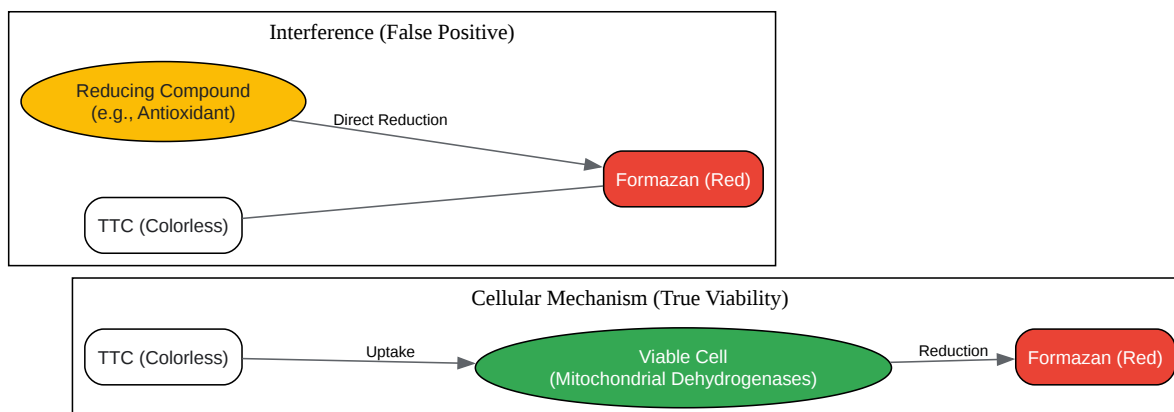 Interference (False Positive)
Reducing Compound
(e.g., Antioxidant)
Direct Reduction
Formazan (Red)
TTC (Colorless)
Cellular Mechanism (True Viability)
TTC (Colorless)
Uptake
Viable Cell
(Mitochondrial Dehydrogenases)
Reduction
Formazan (Red)